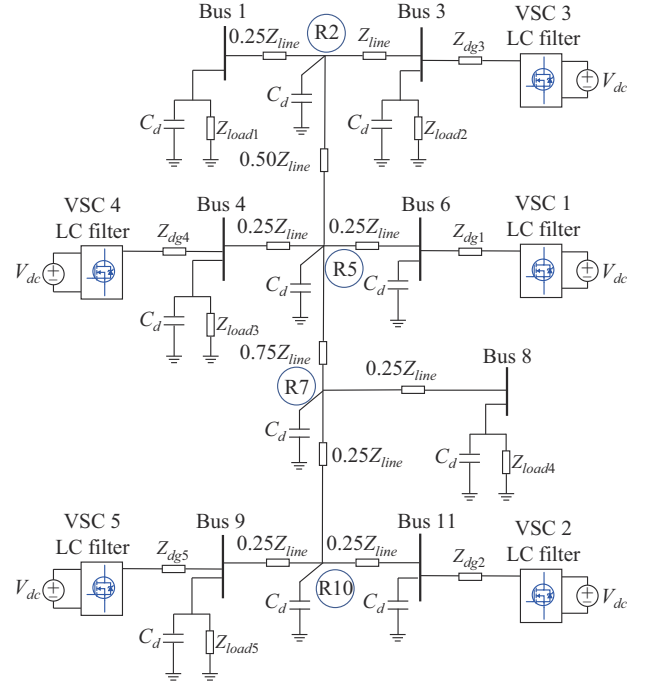 Bus 1
0.25Z_line
R2
Z_line
Bus 3
Z_dg3
VSC 3
LC filter
V_dc
C_d
Z_load1
C_d
C_d
Z_load2
0.50Z_line
VSC 4
LC filter
V_dc
Z_dg4
Bus 4
0.25Z_line
0.25Z_line
Bus 6
Z_dg1
VSC 1
LC filter
V_dc
C_d
Z_load3
C_d
R5
C_d
0.75Z_line
R7
0.25Z_line
Bus 8
C_d
0.25Z_line
C_d
Z_load4
VSC 5
LC filter
V_dc
Z_dg5
Bus 9
0.25Z_line
0.25Z_line
Bus 11
Z_dg2
VSC 2
LC filter
V_dc
C_d
Z_load5
C_d
R10
C_d